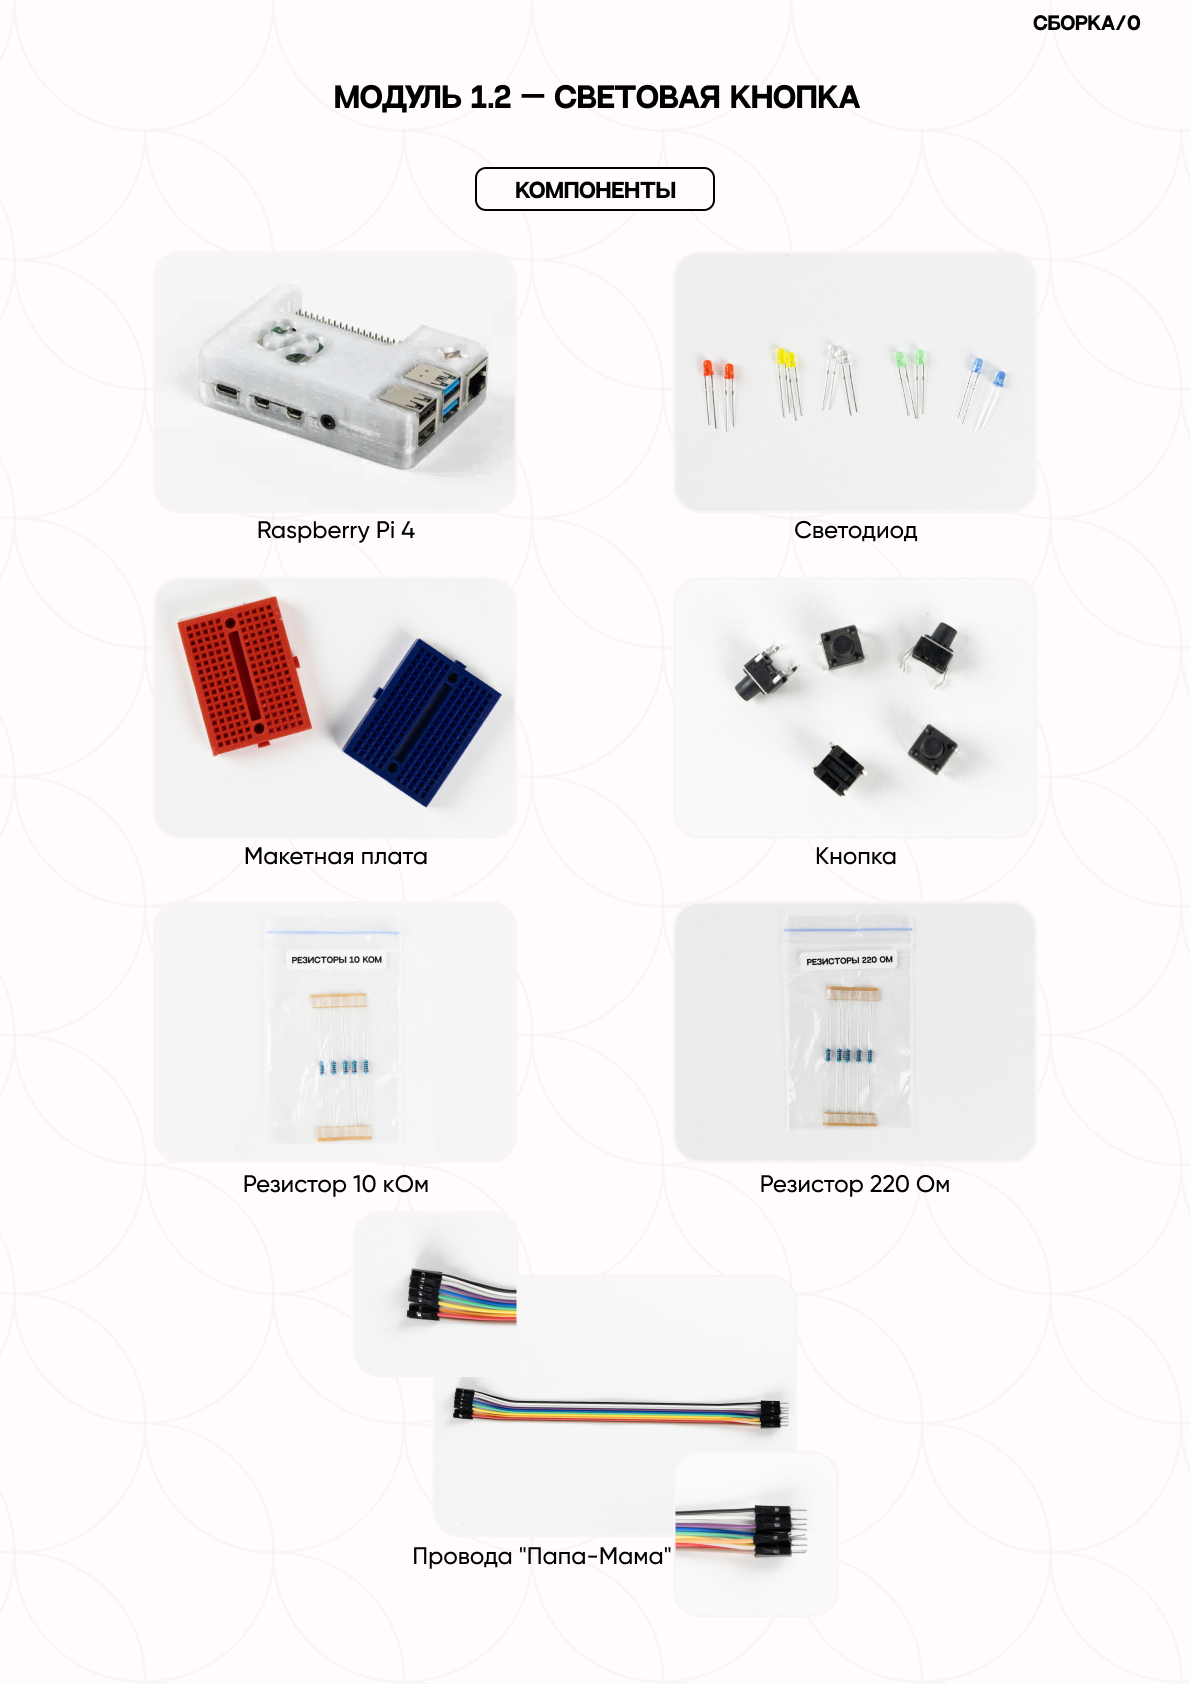 СБОРКА/0
МОДУЛЬ 1.2 — СВЕТОВАЯ КНОПКА
КОМПОНЕНТЫ
Raspberry Pi 4
Светодиод
Макетная плата
Кнопка
РЕЗИСТОРЫ 10 КОМ
РЕЗИСТОРЫ 220 ОМ
Резистор 10 кОм
Резистор 220 Ом
Провода "Папа-Мама"